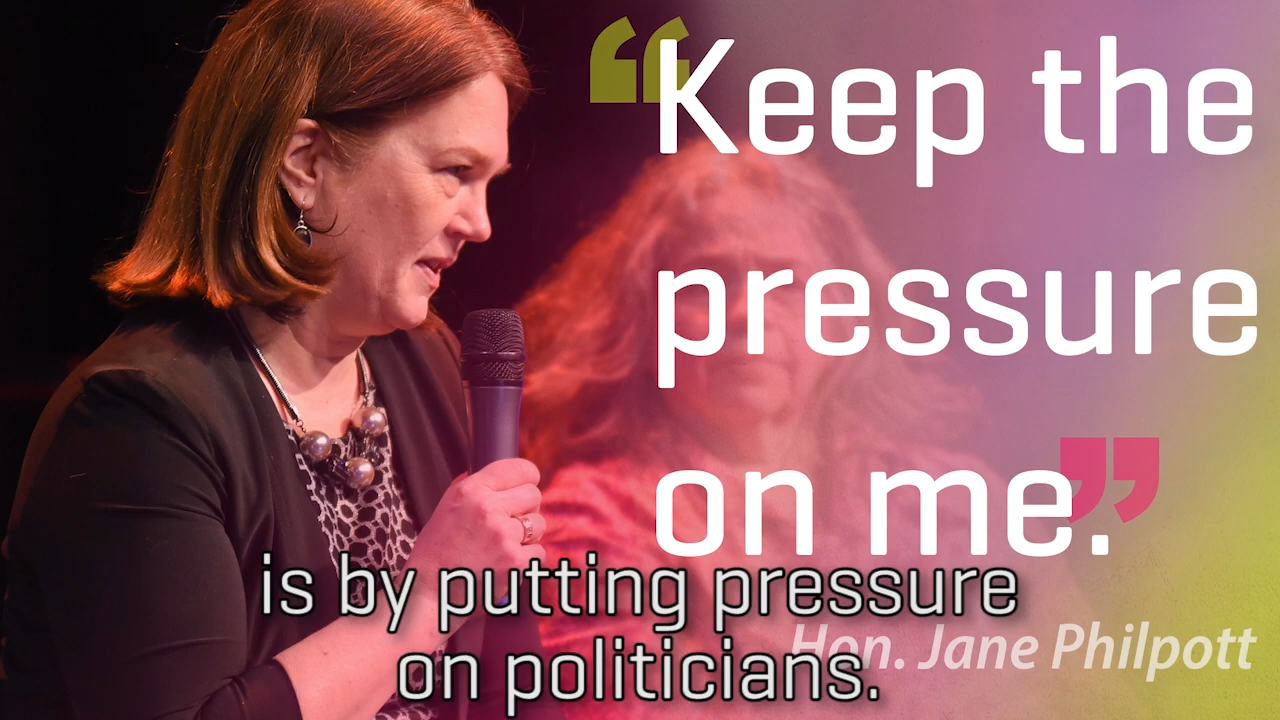 “Keep the
pressure
on me.”
is by putting pressure
on politicians.
Hon. Jane Philpott